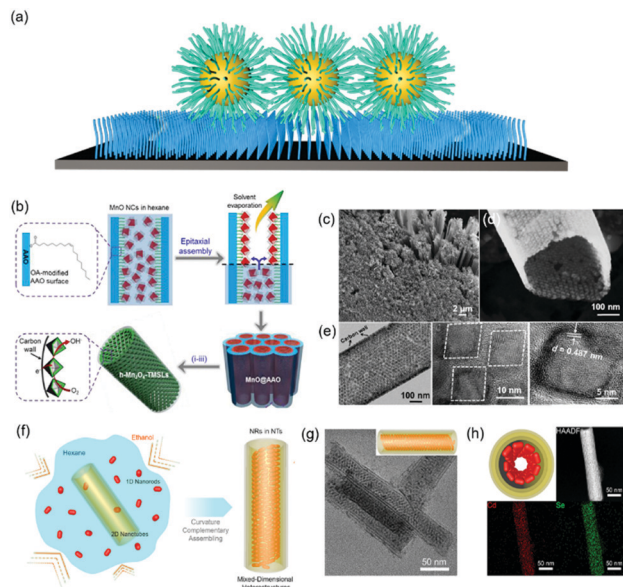 (a)
(b)
MnO NCs in hexane
Solvent
evaporation
AAO
OA-modified
AAO surface
Epitaxial
assembly
Carbon
wall
OH-
e-
O2
h-Mn3O4-TMSLs
(i-iii)
MnO@AAO
(c)
2 μm
(d)
100 nm
(e)
Carbon wall
100 nm
10 nm
d = 0.487 nm
5 nm
(f)
Hexane
Ethanol
1D Nanorods
2D Nanotubes
Curvature
Complementary
Assembling
NRs in NTs
Mixed-Dimensional
(g)
50 nm
(h)
HAADF
50 nm
Cd
50 nm
Se
50 nm